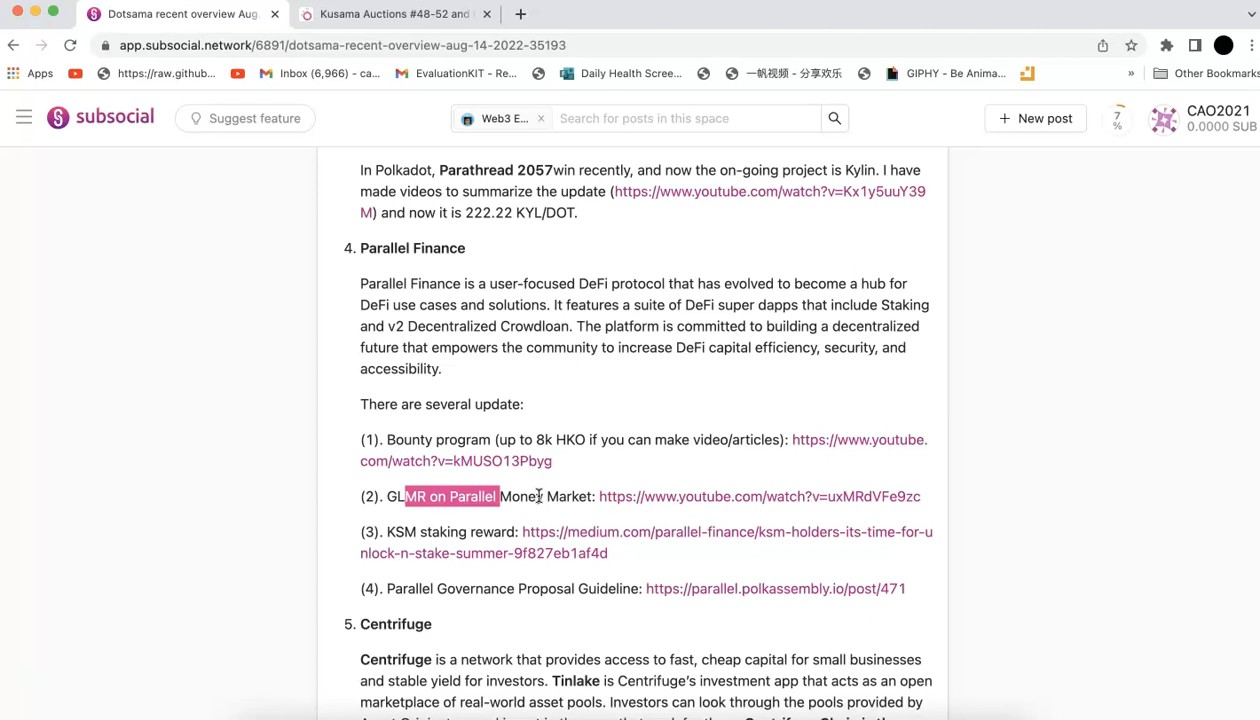 Dotsama recent overview Aug.
Kusama Auctions #48-52 and
app.subsocial.network/6891/dotsama-recent-overview-aug-14-2022-35193
Apps
https://raw.github...
Inbox (6,966) – ca...
EvaluationKIT - Re...
Daily Health Scree...
一帆视频 - 分享欢乐
GIPHY - Be Anima...
»
Other Bookmarks
subsocial
Suggest feature
Web3 E...
Search for posts in this space
+ New post
7 %
CAO2021
0.0000 SUB
In Polkadot, Parathread 2057win recently, and now the on-going project is Kylin. I have
made videos to summarize the update (https://www.youtube.com/watch?v=Kx1y5uuY39
M) and now it is 222.22 KYL/DOT.
4. Parallel Finance
Parallel Finance is a user-focused DeFi protocol that has evolved to become a hub for
DeFi use cases and solutions. It features a suite of DeFi super dapps that include Staking
and v2 Decentralized Crowdloan. The platform is committed to building a decentralized
future that empowers the community to increase DeFi capital efficiency, security, and
accessibility.
There are several update:
(1). Bounty program (up to 8k HKO if you can make video/articles): https://www.youtube.
com/watch?v=kMUSO13Pbyg
(2). GLMR on Parallel Money Market: https://www.youtube.com/watch?v=uxMRdVFe9zc
(3). KSM staking reward: https://medium.com/parallel-finance/ksm-holders-its-time-for-u
nlock-n-stake-summer-9f827eb1af4d
(4). Parallel Governance Proposal Guideline: https://parallel.polkassembly.io/post/471
5. Centrifuge
Centrifuge is a network that provides access to fast, cheap capital for small businesses
and stable yield for investors. Tinlake is Centrifuge's investment app that acts as an open
marketplace of real-world asset pools. Investors can look through the pools provided by